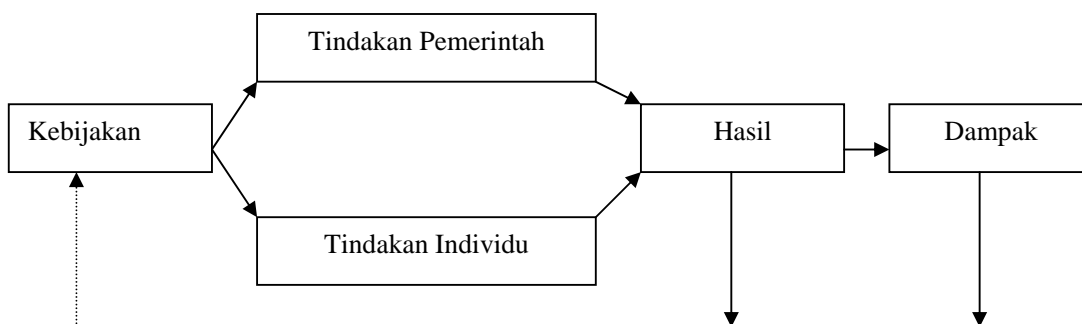 Tindakan Pemerintah
Kebijakan
Hasil
Dampak
Tindakan Individu